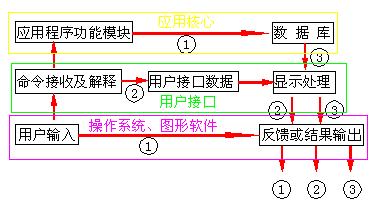 应用核心
应用程序功能模块
①
数 据 库
③
命令接收及解释
②
用户接口数据
显示处理
用户接口
②
③
操作系统、图形软件
用户输入
①
反馈或结果输出
①
②
③